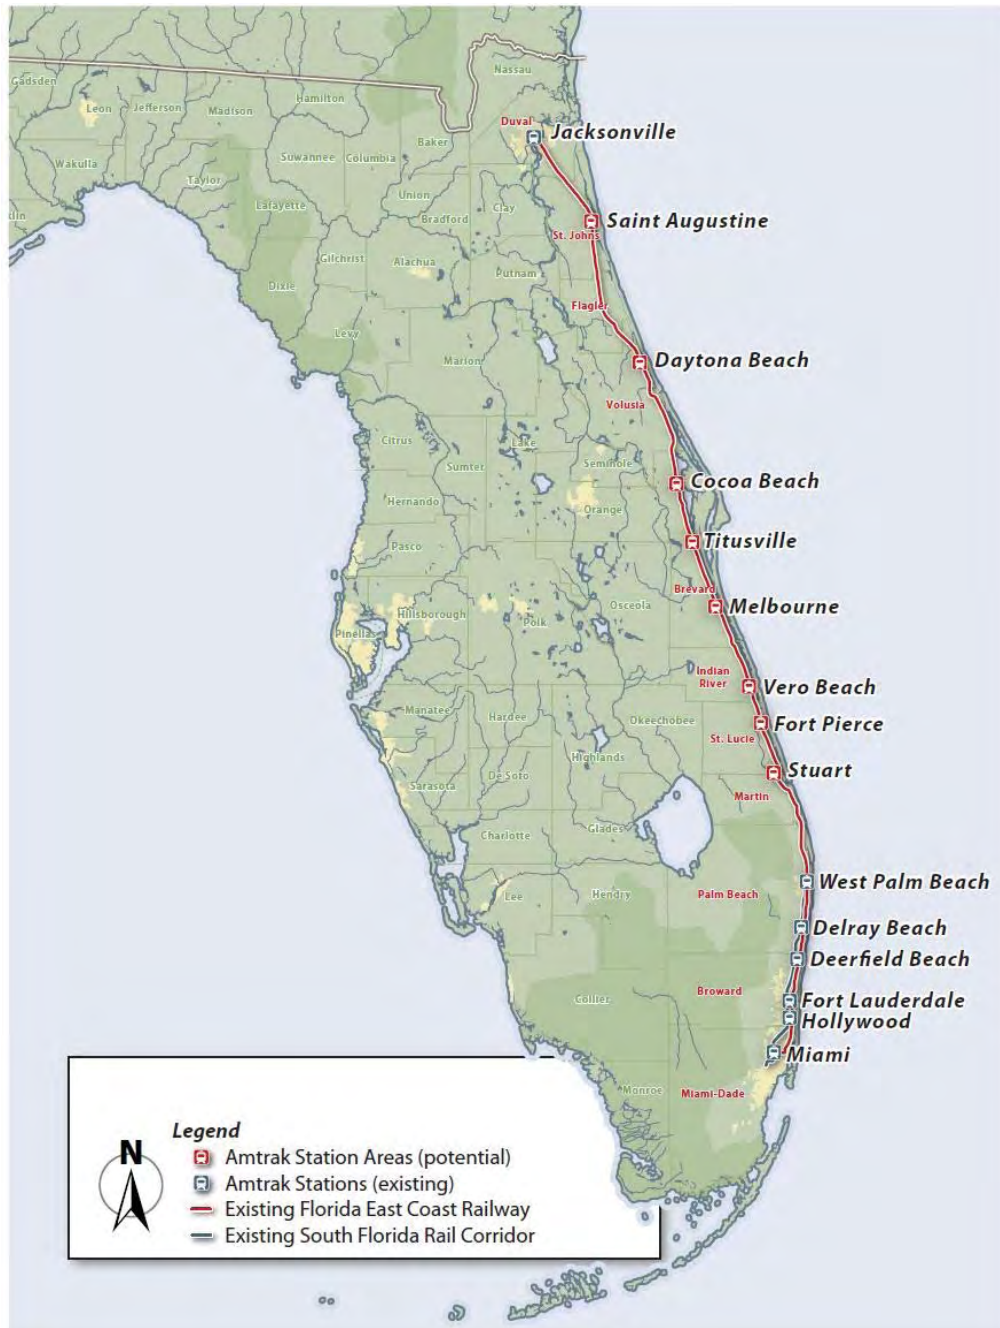 Nassau
Gadsden
Hamilton
Leon
Jefferson
Madison
Duval
Jacksonville
Baker
Wakulla
Suwannee
Columbia
Taylor
Union
Lafayette
Clay
Bradford
Saint Augustine
St. Johns
Gilchrist
Alachua
Putnam
Dixie
Flagler
Levy
Marion
Daytona Beach
Volusia
Citrus
Lake
Sumter
Seminole
Cocoa Beach
Hernando
Orange
Titusville
Pasco
Brevard
Osceola
Melbourne
Hillsborough
Polk
Pinellas
Indian
River
Vero Beach
Manatee
Hardee
Okeechobee
Fort Pierce
St. Lucie
Highlands
Stuart
De Soto
Sarasota
Martin
Glades
Charlotte
West Palm Beach
Lee
Hendry
Palm Beach
Delray Beach
Deerfield Beach
Broward
Collier
Fort Lauderdale
Hollywood
Miami
Monroe
Miami-Dade
Legend
N
Amtrak Station Areas (potential)
Amtrak Stations (existing)
Existing Florida East Coast Railway
Existing South Florida Rail Corridor